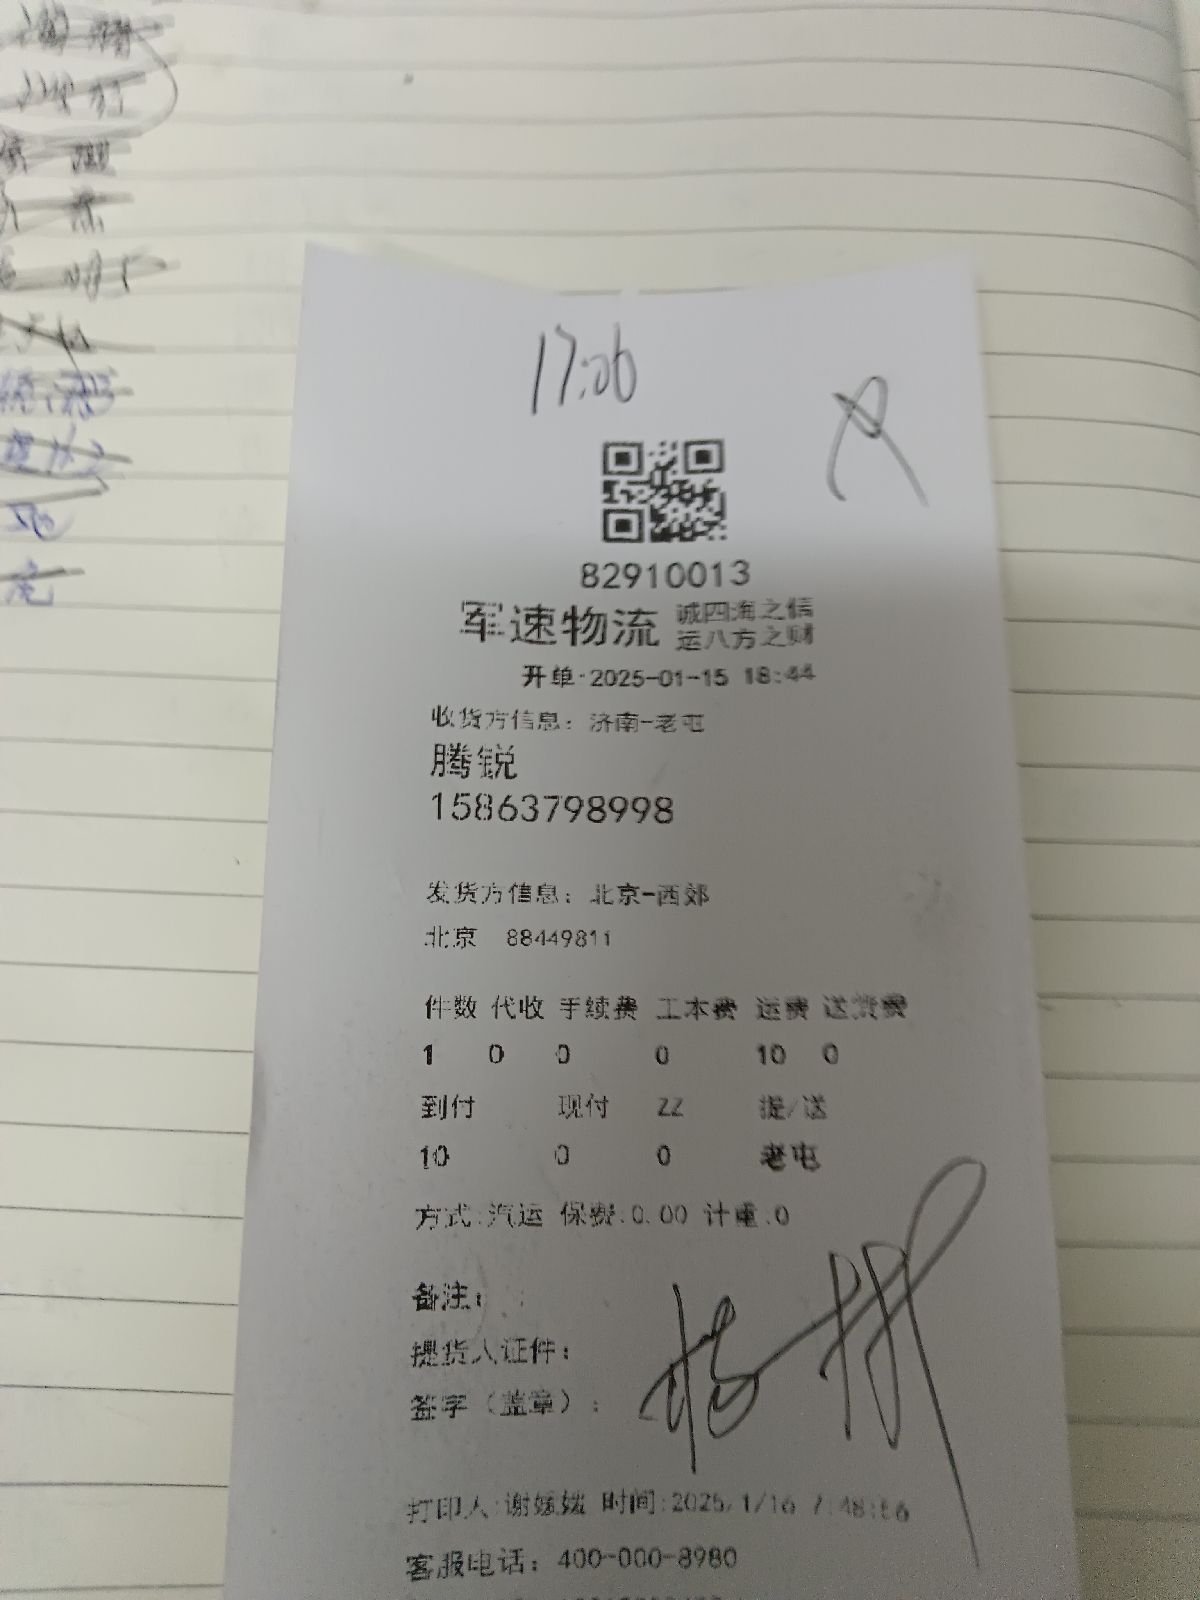 17:06
82910013
军速物流 诚四海之信
运八方之财
开单:2025-01-15 18:44
收货方信息：济南-老屯
腾锐
15863798998
发货方信息：北京-西郊
北京 88449811
件数 代收 手续费 工本费 运费 送货费
1 0 0 0 10 0
到付 现付 ZZ 提/送
10 0 0 老屯
方式:汽运 保费:0.00 计重:0
备注：
提货人证件：
签字（盖章）：
打印人:谢媛媛 时间:2025/1/16 7:48:56
客服电话：400-000-8980